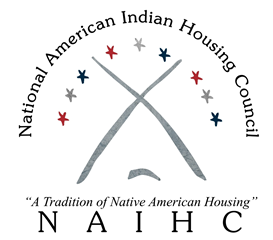 National American Indian Housing Council
“A Tradition of Native American Housing”
NAIHC